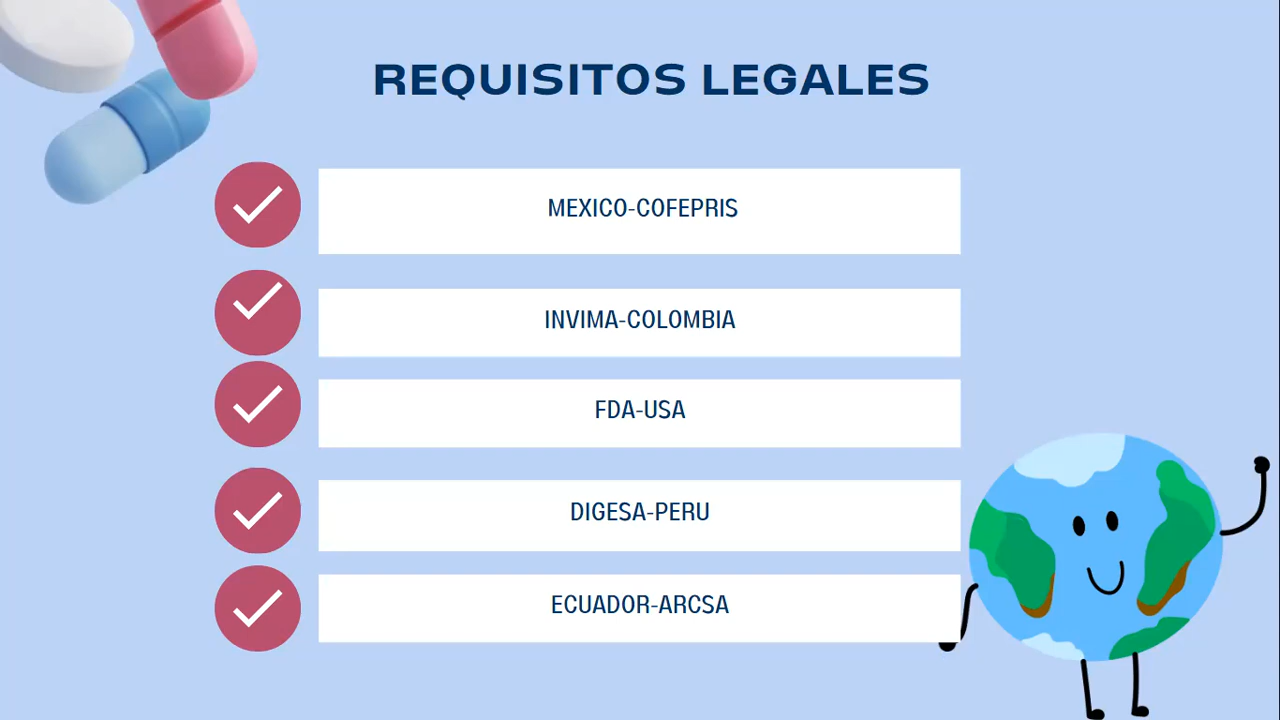 REQUISITOS LEGALES
MEXICO-COFEPRIS
INVIMA-COLOMBIA
FDA-USA
DIGESA-PERU
ECUADOR-ARCSA